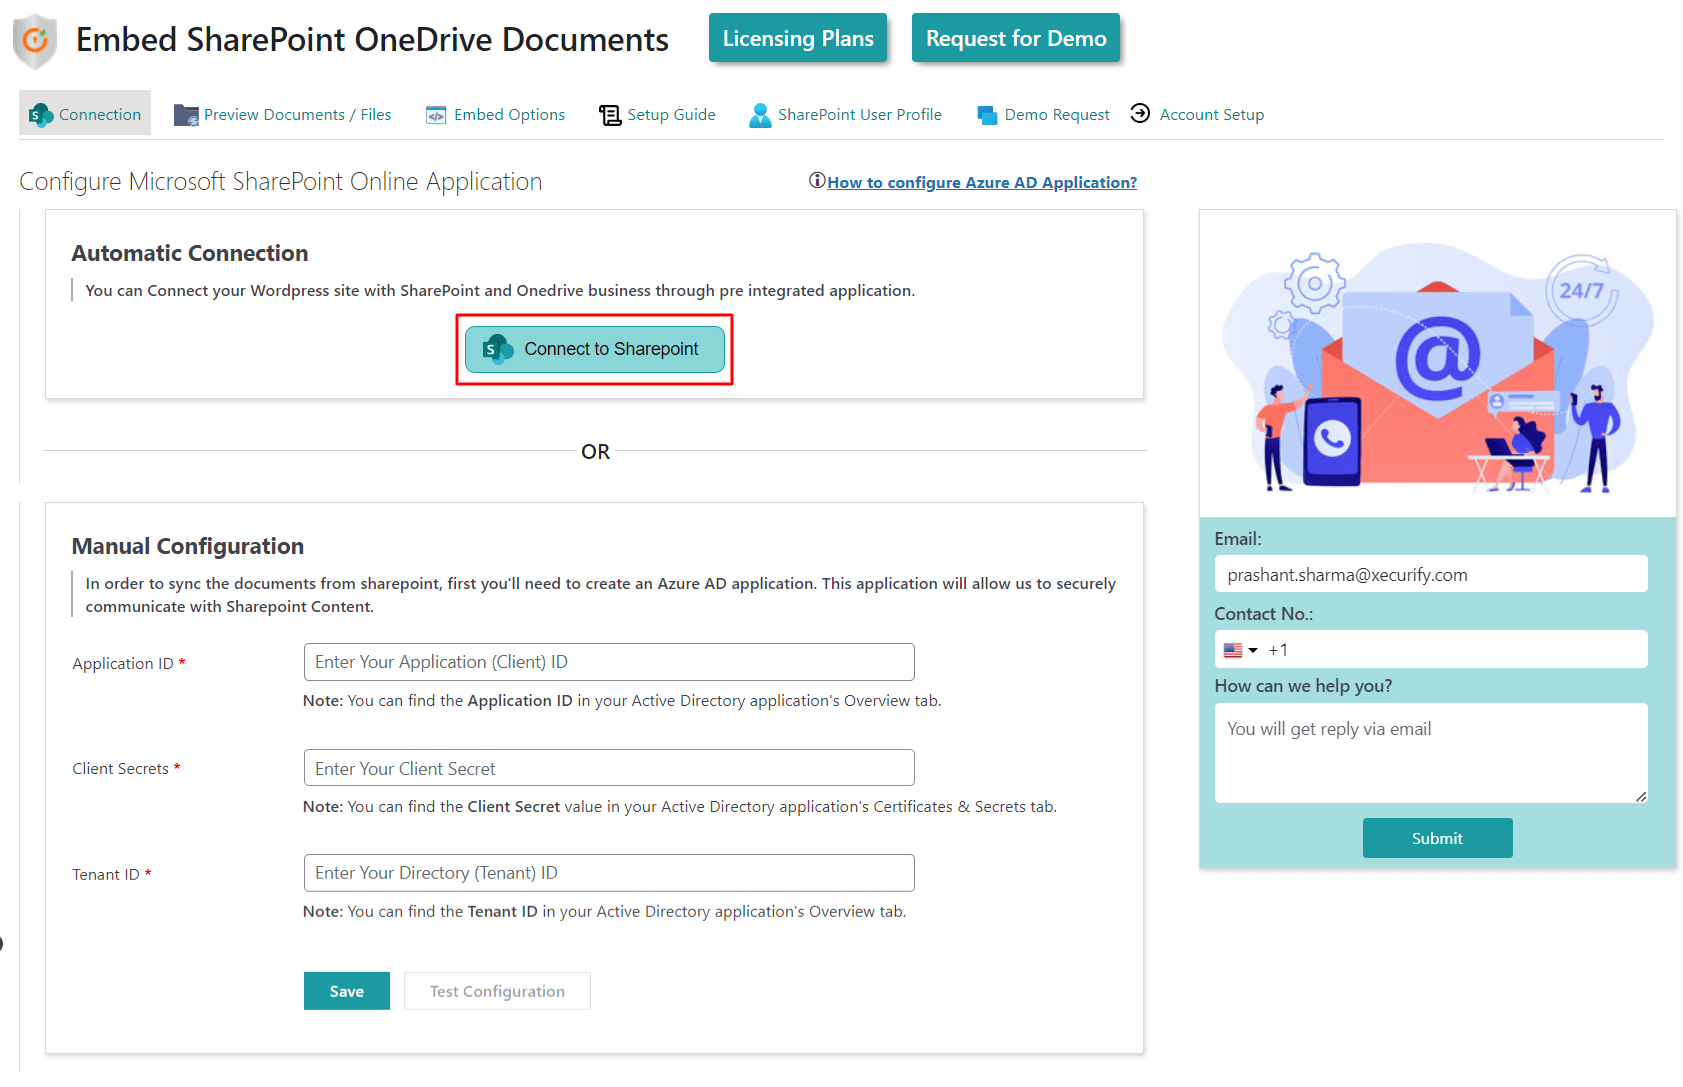 Embed SharePoint OneDrive Documents
Licensing Plans
Request for Demo
Connection
Preview Documents / Files
Embed Options
Setup Guide
SharePoint User Profile
Demo Request
Account Setup
Configure Microsoft SharePoint Online Application
How to configure Azure AD Application?
Automatic Connection
You can Connect your Wordpress site with SharePoint and Onedrive business through pre integrated application.
S Connect to Sharepoint
OR
Manual Configuration
In order to sync the documents from sharepoint, first you'll need to create an Azure AD application. This application will allow us to securely
communicate with Sharepoint Content.
Application ID *
Enter Your Application (Client) ID
Note: You can find the Application ID in your Active Directory application's Overview tab.
Client Secrets *
Enter Your Client Secret
Note: You can find the Client Secret value in your Active Directory application's Certificates & Secrets tab.
Tenant ID *
Enter Your Directory (Tenant) ID
Note: You can find the Tenant ID in your Active Directory application's Overview tab.
Save
Test Configuration
24/7
@
Email:
prashant.sharma@xecurify.com
Contact No.:
+1
How can we help you?
You will get reply via email
Submit